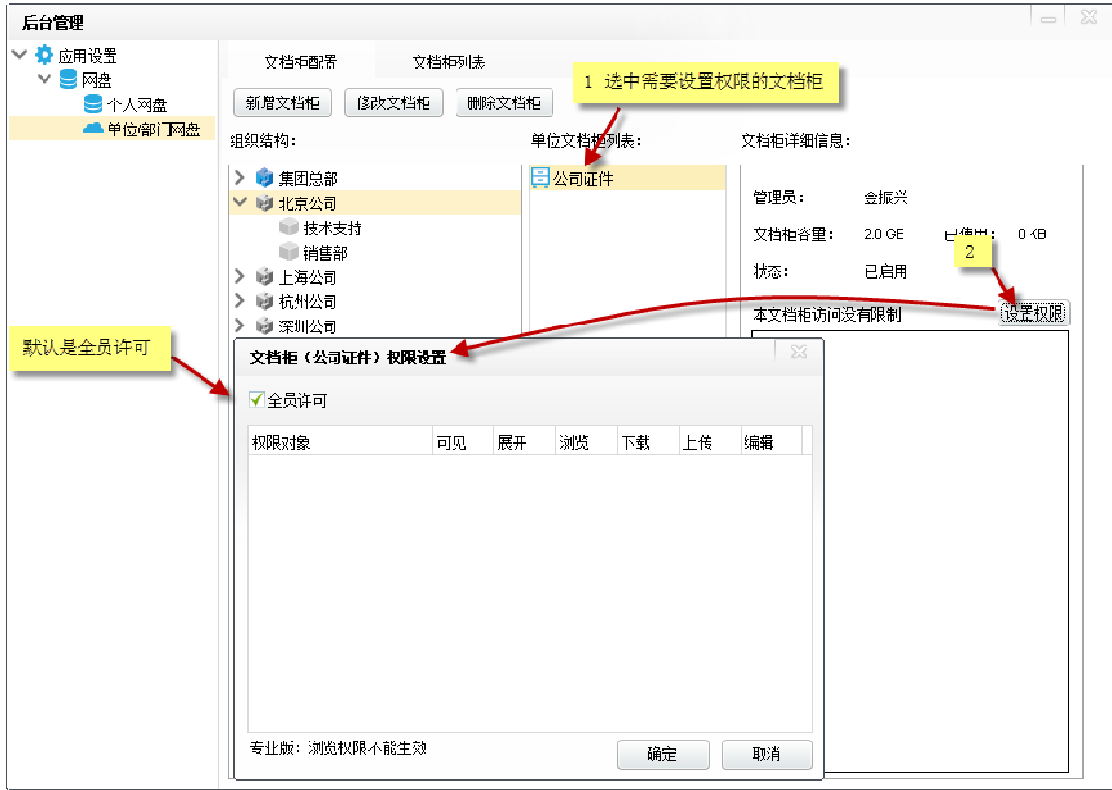 后台管理
应用设置
网盘
个人网盘
单位/部门网盘
文档柜配置
文档柜列表
1 选中需要设置权限的文档柜
新增文档柜
修改文档柜
删除文档柜
组织结构:
单位文档柜列表:
文档柜详细信息:
集团总部
北京公司
技术支持
销售部
上海公司
杭州公司
深圳公司
公司证件
管理员: 金振兴
文档柜容量: 2.0 GB 已使用: 0 KB
2
状态: 已启用
本文档柜访问没有限制
设置权限
默认是全员许可
文档柜(公司证件)权限设置
全员许可
权限对象 可见 展开 浏览 下载 上传 编辑
专业版: 浏览权限不能生效
确定
取消